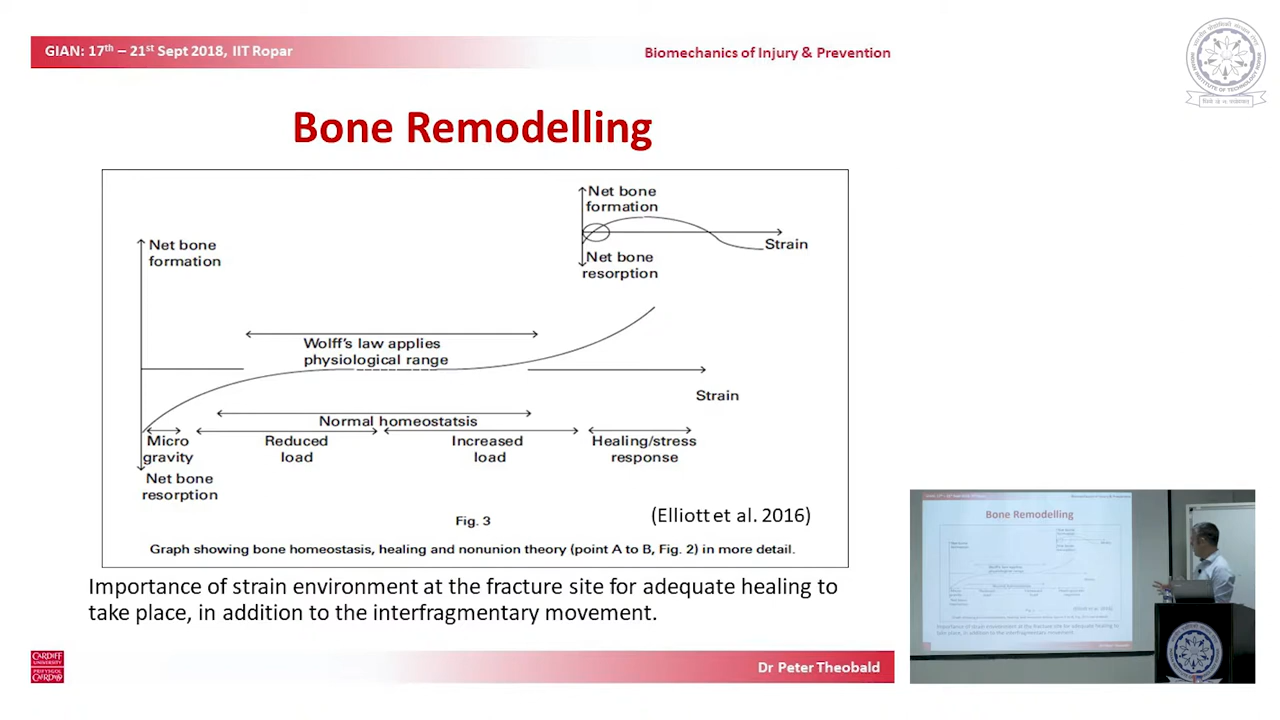 GIAN: 17th – 21st Sept 2018, IIT Ropar
Biomechanics of Injury & Prevention
Bone Remodelling
Net bone
formation
Net bone
resorption
Strain
Net bone
formation
Wolff's law applies
physiological range
Strain
Normal homeostatsis
Micro
gravity
Reduced
load
Increased
load
Healing/stress
response
Net bone
resorption
(Elliott et al. 2016)
Fig. 3
Graph showing bone homeostasis, healing and nonunion theory (point A to B, Fig. 2) in more detail.
Importance of strain environment at the fracture site for adequate healing to
take place, in addition to the interfragmentary movement.
CARDIFF
UNIVERSITY
PRIFYSGOL
CAERDYDD
Dr Peter Theobald
Bone Remodelling